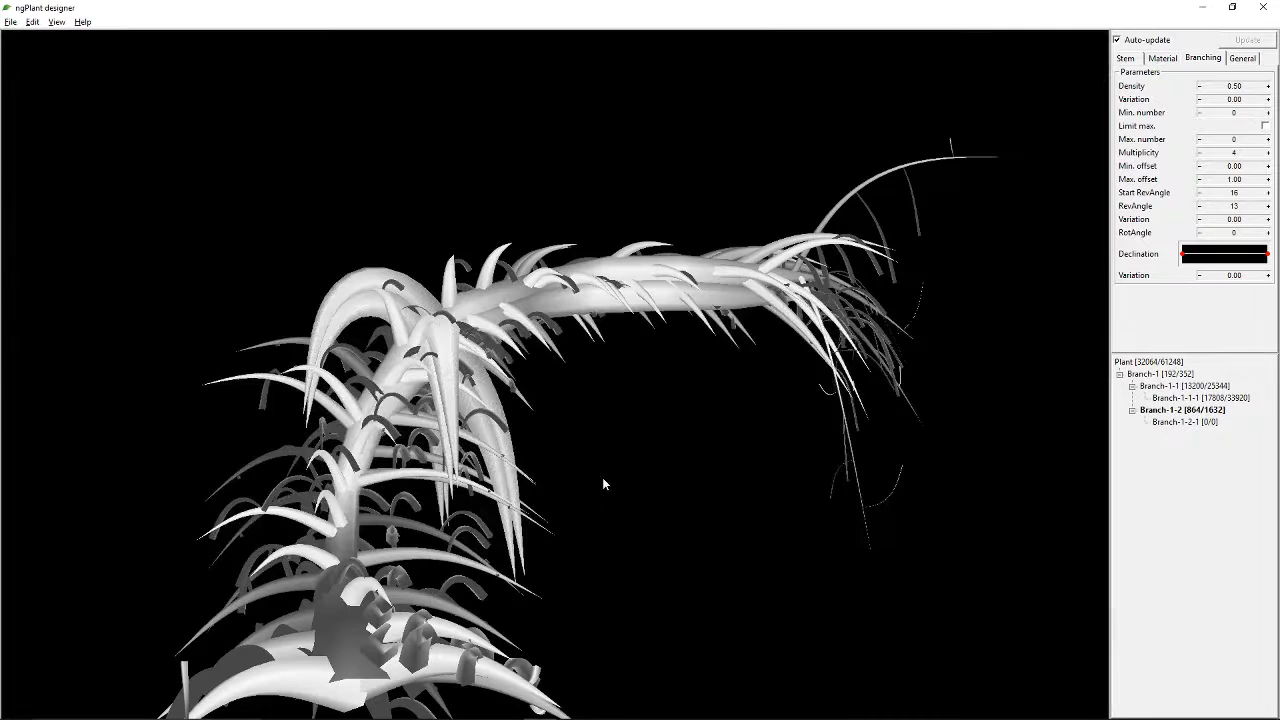 ngPlant designer
File Edit View Help
Auto-update Update
Stem Material Branching General
Parameters
Density - 0.50 +
Variation - 0.00 +
Min. number - 0 +
Limit max.
Max. number - 0 +
Multiplicity - 4 +
Min. offset - 0.00 +
Max. offset - 1.00 +
Start RevAngle - 16 +
RevAngle - 13 +
Variation - 0.00 +
RotAngle - 0 +
Declination
Variation - 0.00 +
Plant [32064/61248]
Branch-1 [192/352]
Branch-1-1 [13200/25344]
Branch-1-1-1 [17808/33920]
Branch-1-2 [864/1632]
Branch-1-2-1 [0/0]